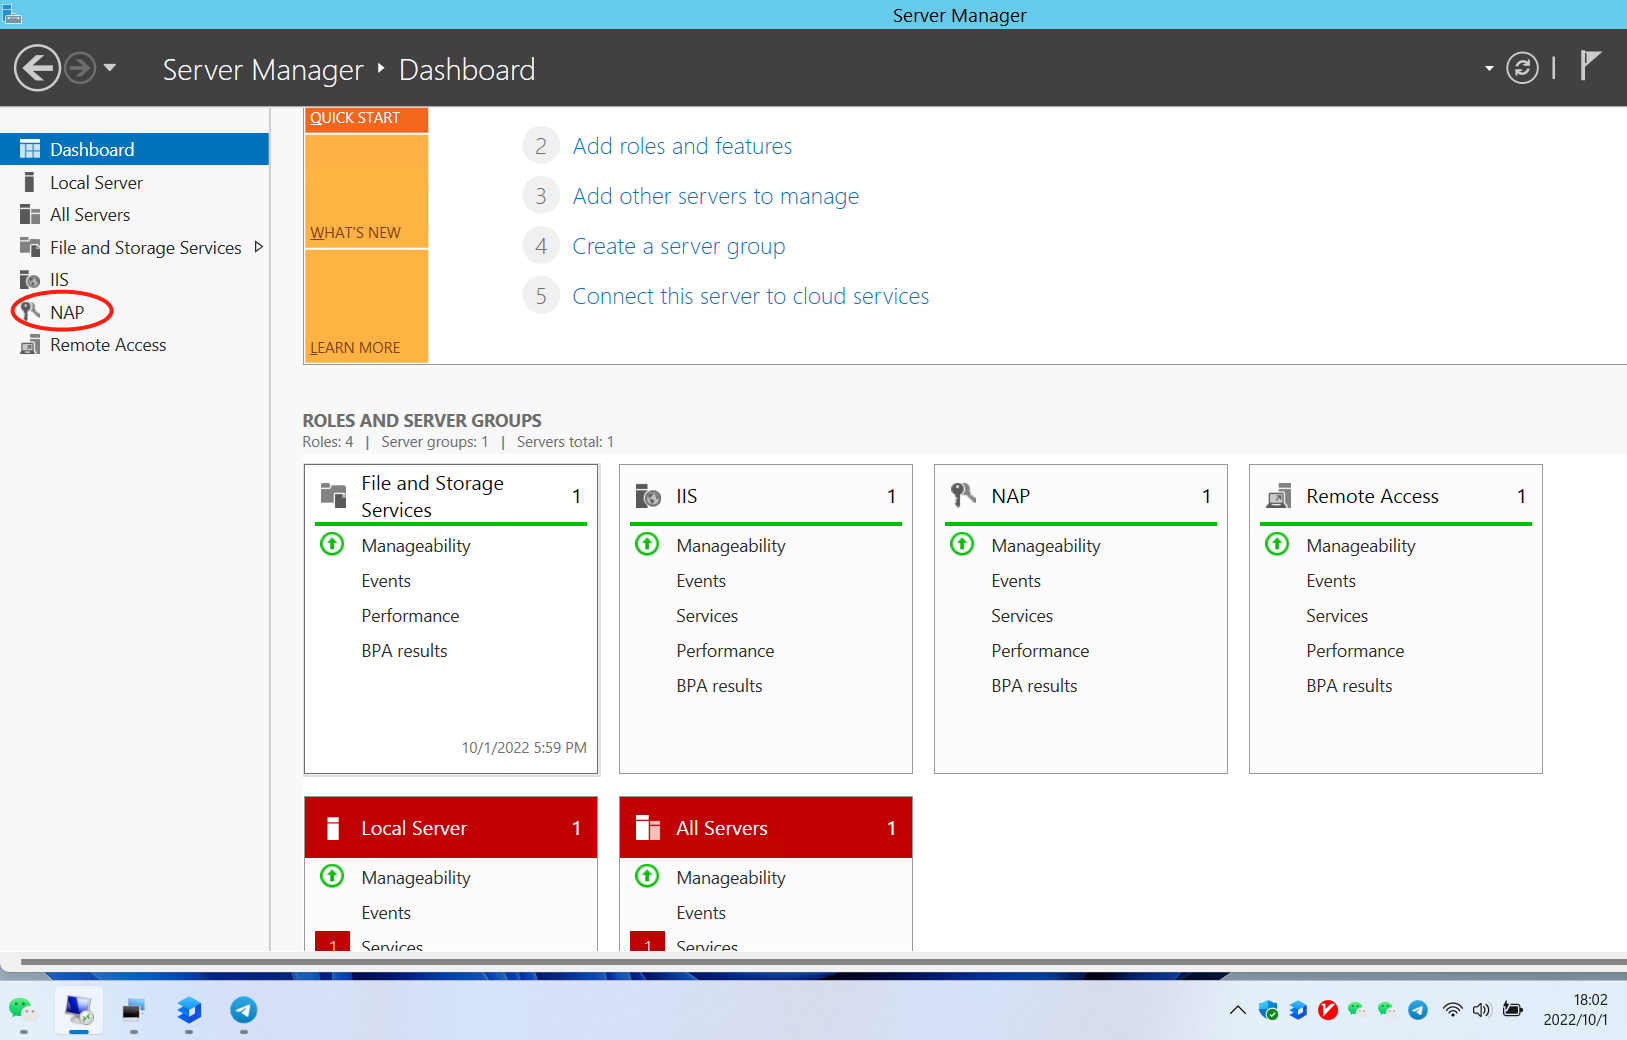 Server Manager
Server Manager ‣ Dashboard
Dashboard
Local Server
All Servers
File and Storage Services
IIS
NAP
Remote Access
QUICK START
WHAT'S NEW
LEARN MORE
2 Add roles and features
3 Add other servers to manage
4 Create a server group
5 Connect this server to cloud services
ROLES AND SERVER GROUPS
Roles: 4 | Server groups: 1 | Servers total: 1
File and Storage
Services 1
Manageability
Events
Performance
BPA results
10/1/2022 5:59 PM
IIS 1
Manageability
Events
Services
Performance
BPA results
NAP 1
Manageability
Events
Services
Performance
BPA results
Remote Access 1
Manageability
Events
Services
Performance
BPA results
Local Server 1
Manageability
Events
1 Services
All Servers 1
Manageability
Events
1 Services
18:02
2022/10/1